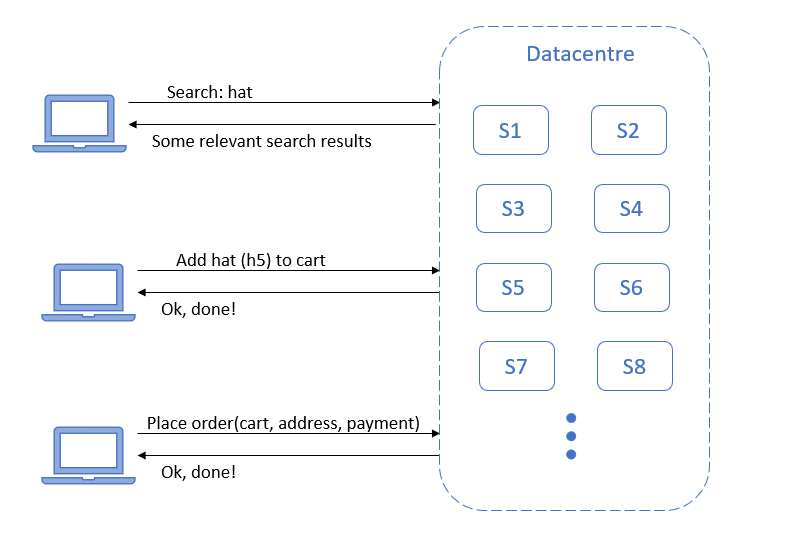 Datacentre
Search: hat
Some relevant search results
S1
S2
S3
S4
Add hat (h5) to cart
Ok, done!
S5
S6
S7
S8
Place order(cart, address, payment)
Ok, done!